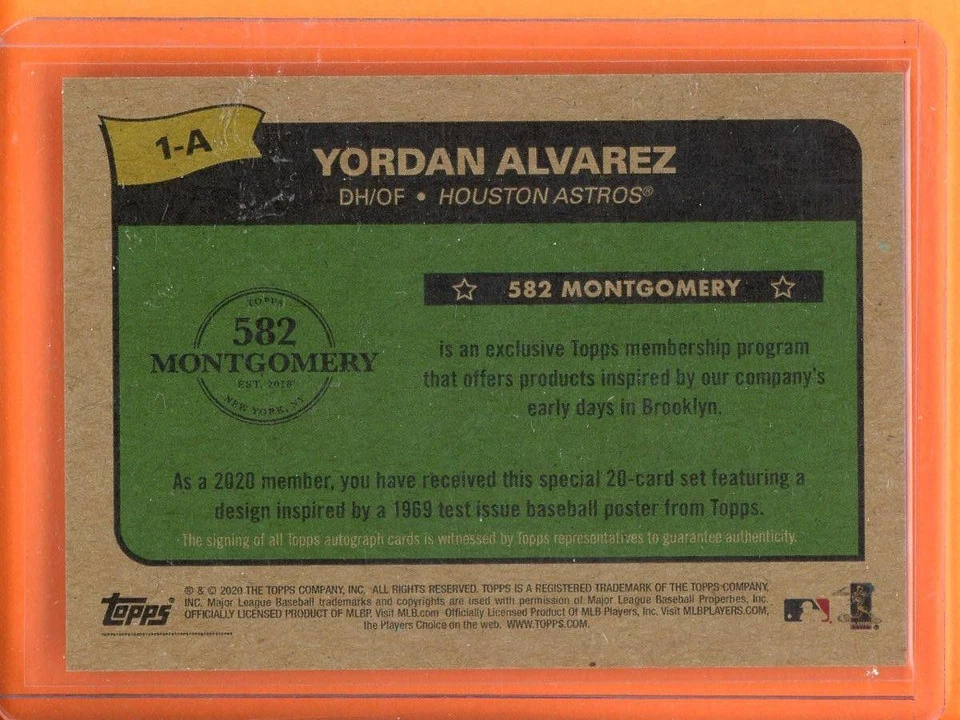 1-A
YORDAN ALVAREZ
DH/OF • HOUSTON ASTROS®
☆ 582 MONTGOMERY ☆
TOPPS
582
MONTGOMERY
EST. 2018
NEW YORK, NY
is an exclusive Topps membership program
that offers products inspired by our company's
early days in Brooklyn.
As a 2020 member, you have received this special 20-card set featuring a
design inspired by a 1969 test issue baseball poster from Topps.
The signing of all Topps autograph cards is witnessed by Topps representatives to guarantee authenticity.
topps
® & © 2020 THE TOPPS COMPANY, INC. ALL RIGHTS RESERVED. TOPPS IS A REGISTERED TRADEMARK OF THE TOPPS COMPANY,
INC. Major League Baseball trademarks and copyrights are used with permission of Major League Baseball Properties, Inc.
OFFICIALLY LICENSED PRODUCT OF MLBP. Visit MLB.com Officially Licensed Product Of MLB Players, Inc. Visit MLBPLAYERS.COM,
the Players Choice on the web. WWW.TOPPS.COM.